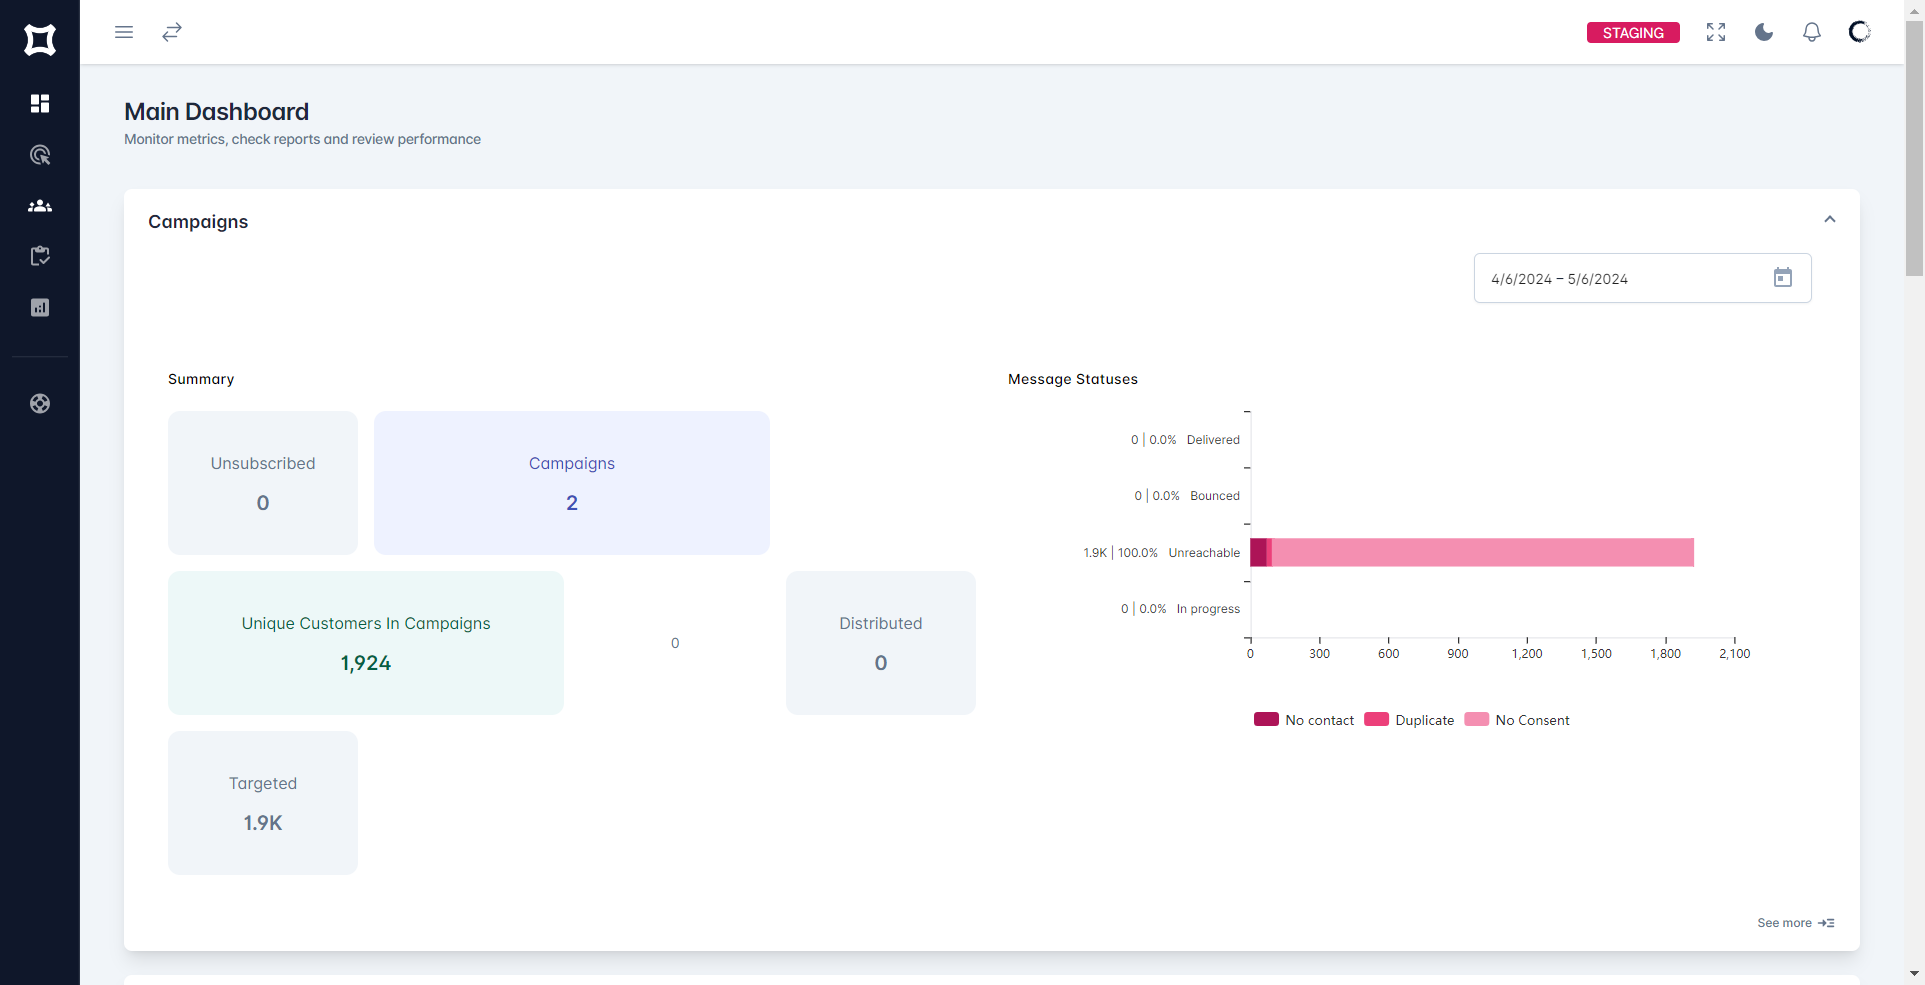 STAGING
Main Dashboard
Monitor metrics, check reports and review performance
Campaigns
4/6/2024 – 5/6/2024
Summary
Unsubscribed
0
Campaigns
2
Unique Customers In Campaigns
1,924
0
Distributed
0
Targeted
1.9K
Message Statuses
0 | 0.0% Delivered
0 | 0.0% Bounced
1.9K | 100.0% Unreachable
0 | 0.0% In progress
0 300 600 900 1,200 1,500 1,800 2,100
No contact Duplicate No Consent
See more